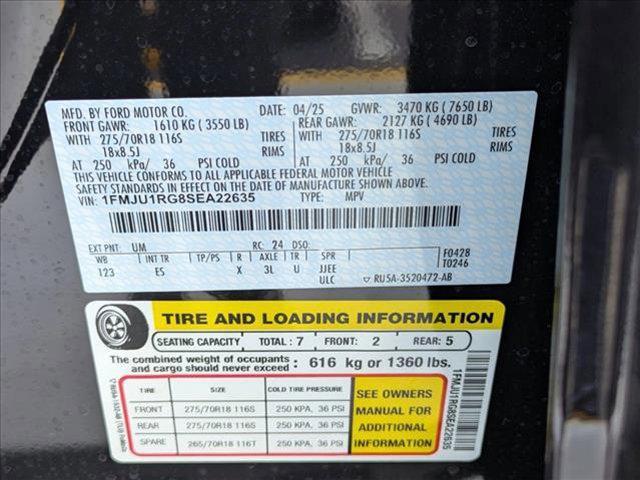 MFD. BY FORD MOTOR CO. DATE: 04/25 GVWR: 3470 KG ( 7650 LB)
FRONT GAWR: 1610 KG ( 3550 LB) REAR GAWR: 2127 KG ( 4690 LB)
WITH 275/70R18 116S TIRES WITH 275/70R18 116S TIRES
18x8.5J RIMS 18x8.5J RIMS
AT 250 kPa/ 36 PSI COLD AT 250 kPa/ 36 PSI COLD
THIS VEHICLE CONFORMS TO ALL APPLICABLE FEDERAL MOTOR VEHICLE
SAFETY STANDARDS IN EFFECT ON THE DATE OF MANUFACTURE SHOWN ABOVE.
VIN: 1FMJU1RG8SEA22635 TYPE: MPV
EXT PNT: UM RC: 24 DSO: F0428
WB INT TR TP/PS R AXLE TR SPR T0246
123 ES X 3L U JJEE
ULC RU5A-3520472-AB
TIRE AND LOADING INFORMATION
SEATING CAPACITY TOTAL : 7 FRONT: 2 REAR: 5
The combined weight of occupants
and cargo should never exceed: 616 kg or 1360 lbs.
TIRE SIZE COLD TIRE PRESSURE
FRONT 275/70R18 116S 250 KPA, 36 PSI
REAR 275/70R18 116S 250 KPA, 36 PSI
SPARE 265/70R18 116T 250 KPA, 36 PSI
SEE OWNERS
MANUAL FOR
ADDITIONAL
INFORMATION
1FMJU1RG8SEA22635